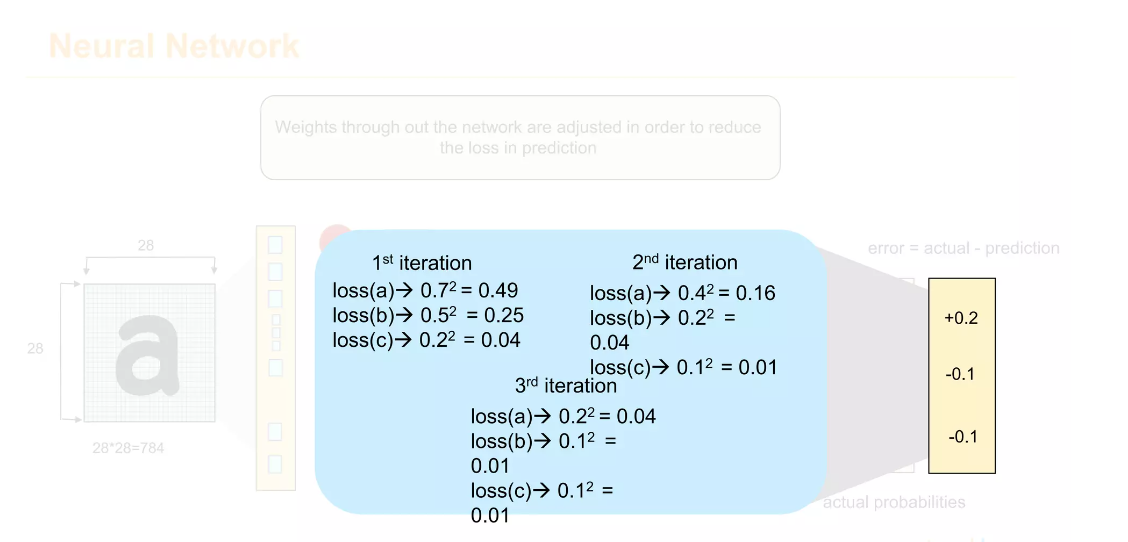 Neural Network
Weights through out the network are adjusted in order to reduce
the loss in prediction
28
28
a
28*28=784
1st iteration
loss(a)→ 0.7² = 0.49
loss(b)→ 0.5² = 0.25
loss(c)→ 0.2² = 0.04
2nd iteration
loss(a)→ 0.4² = 0.16
loss(b)→ 0.2² =
0.04
loss(c)→ 0.1² = 0.01
3rd iteration
loss(a)→ 0.2² = 0.04
loss(b)→ 0.1² =
0.01
loss(c)→ 0.1² =
0.01
error = actual - prediction
+0.2
-0.1
-0.1
actual probabilities